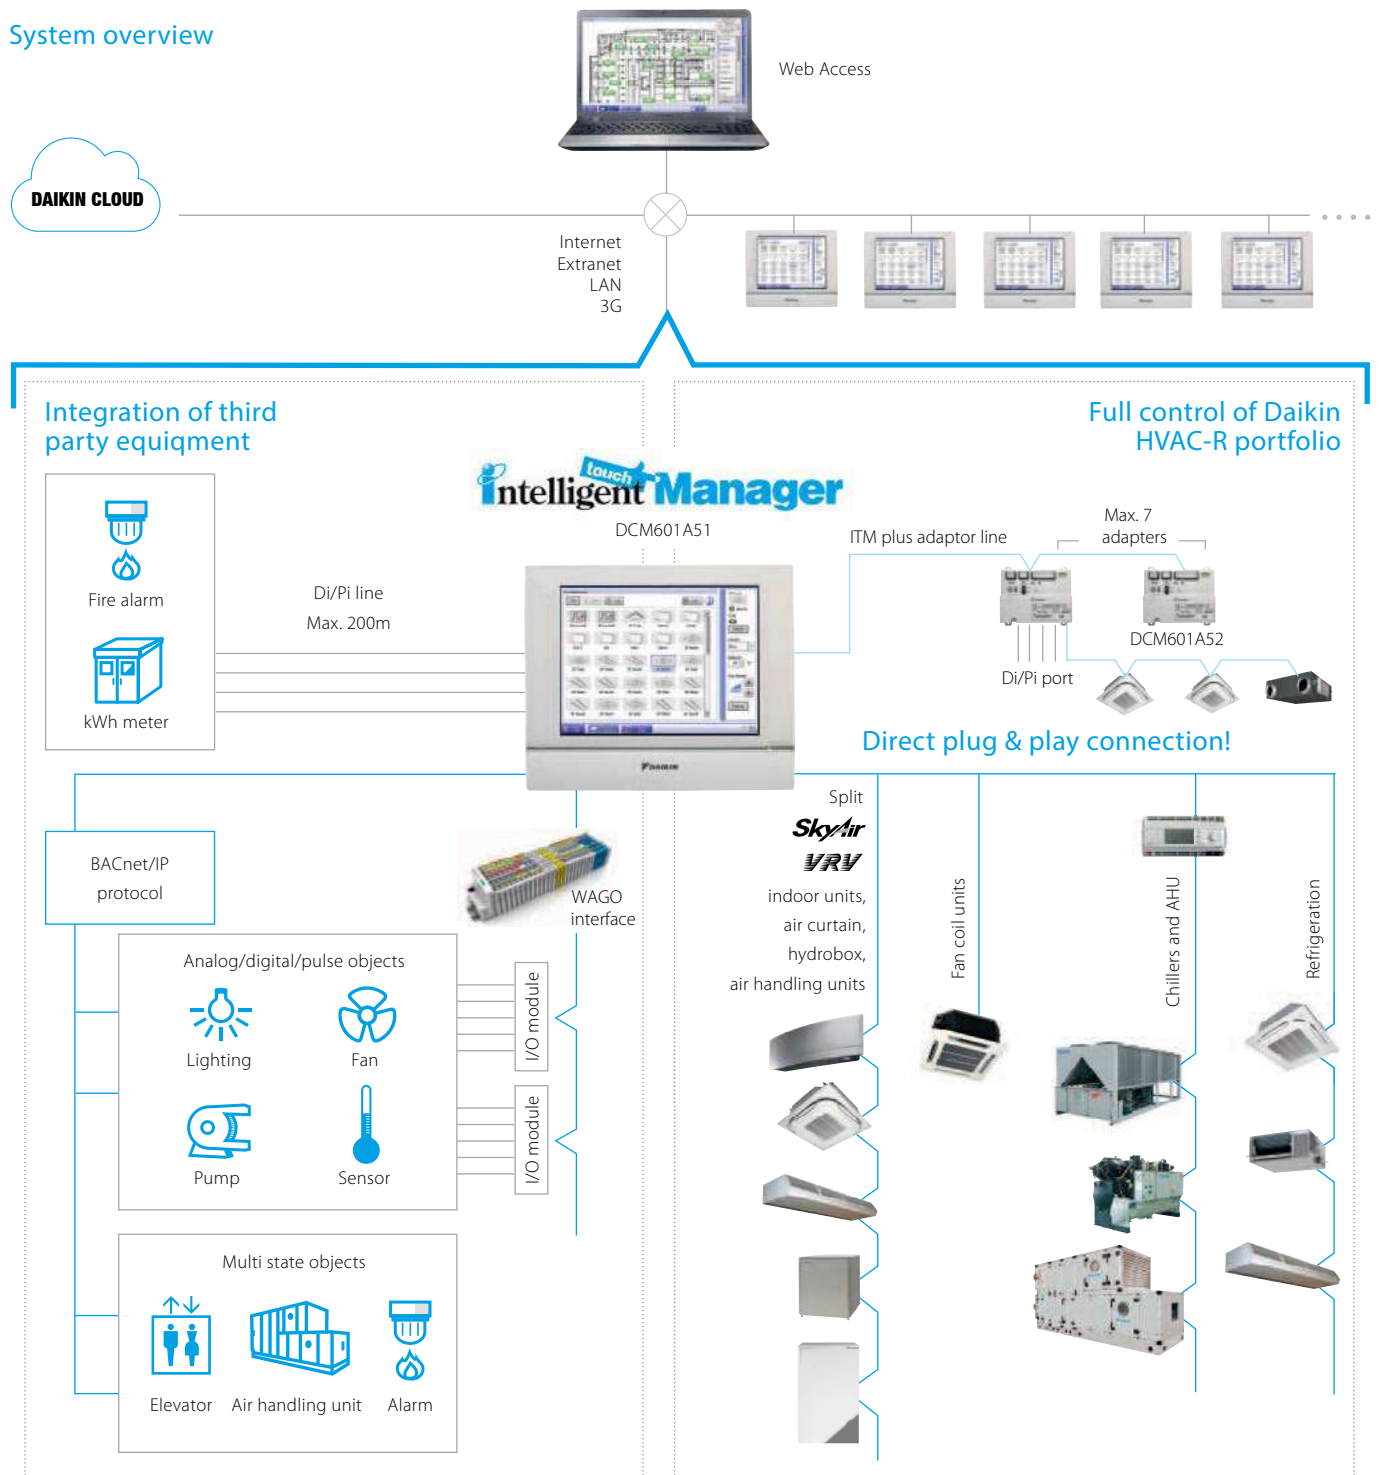 System overview
Web Access
DAIKIN CLOUD
Internet
Extranet
LAN
3G
Integration of third
party equiqment
Full control of Daikin
HVAC-R portfolio
touch
intelligent Manager
DCM601A51
Fire alarm
kWh meter
Di/Pi line
Max. 200m
ITM plus adaptor line
Max. 7
adapters
DCM601A52
Di/Pi port
DAIKIN
Direct plug & play connection!
BACnet/IP
protocol
WAGO
interface
Split
SkyAir
VRV
indoor units,
air curtain,
hydrobox,
air handling units
Fan coil units
Chillers and AHU
Refrigeration
Analog/digital/pulse objects
Lighting
Fan
Pump
Sensor
I/O module
I/O module
Multi state objects
Elevator
Air handling unit
Alarm